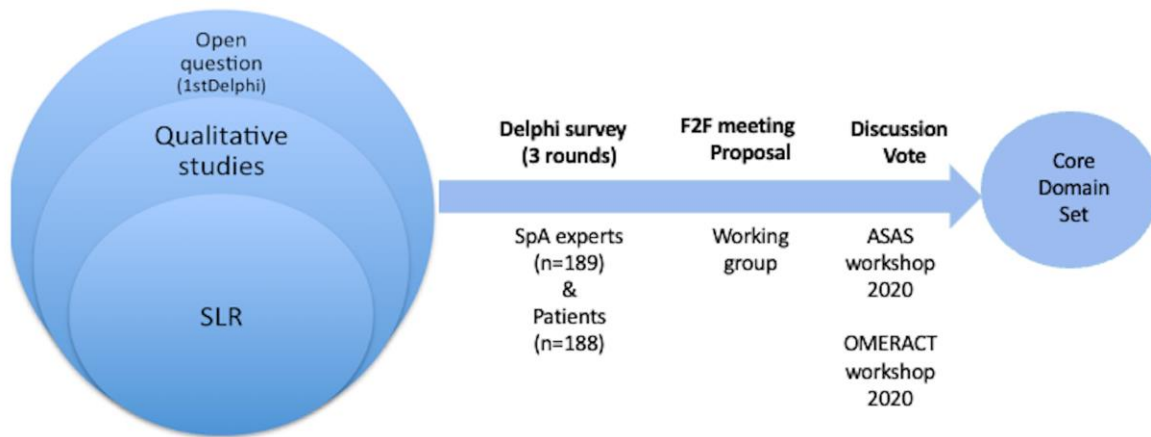 Open
question
(1stDelphi)
Qualitative
studies
SLR
Delphi survey
(3 rounds)
SpA experts
(n=189)
&
Patients
(n=188)
F2F meeting
Proposal
Working
group
Discussion
Vote
ASAS
workshop
2020
OMERACT
workshop
2020
Core
Domain
Set